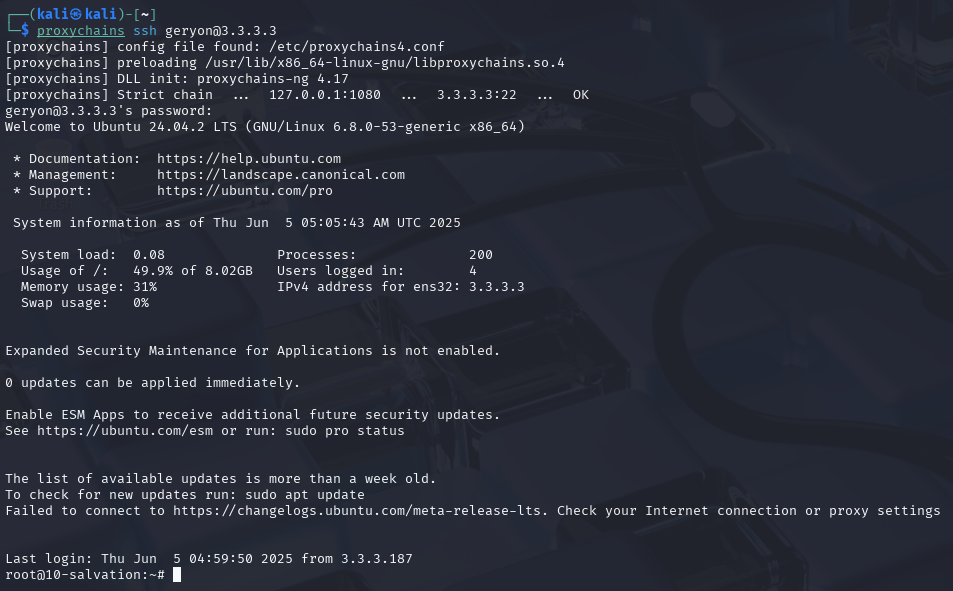 ┌──(kali㉿kali)-[~]
└─$ proxychains ssh geryon@3.3.3.3
[proxychains] config file found: /etc/proxychains4.conf
[proxychains] preloading /usr/lib/x86_64-linux-gnu/libproxychains.so.4
[proxychains] DLL init: proxychains-ng 4.17
[proxychains] Strict chain  ...  127.0.0.1:1080  ...  3.3.3.3:22  ...  OK
geryon@3.3.3.3's password:
Welcome to Ubuntu 24.04.2 LTS (GNU/Linux 6.8.0-53-generic x86_64)
* Documentation:  https://help.ubuntu.com
* Management:     https://landscape.canonical.com
* Support:        https://ubuntu.com/pro
System information as of Thu Jun  5 05:05:43 AM UTC 2025
System load:  0.08              Processes:              200
Usage of /:   49.9% of 8.02GB   Users logged in:        4
Memory usage: 31%               IPv4 address for ens32: 3.3.3.3
Swap usage:   0%
Expanded Security Maintenance for Applications is not enabled.
0 updates can be applied immediately.
Enable ESM Apps to receive additional future security updates.
See https://ubuntu.com/esm or run: sudo pro status
The list of available updates is more than a week old.
To check for new updates run: sudo apt update
Failed to connect to https://changelogs.ubuntu.com/meta-release-lts. Check your Internet connection or proxy settings
Last login: Thu Jun  5 04:59:50 2025 from 3.3.3.187
root@10-salvation:~#